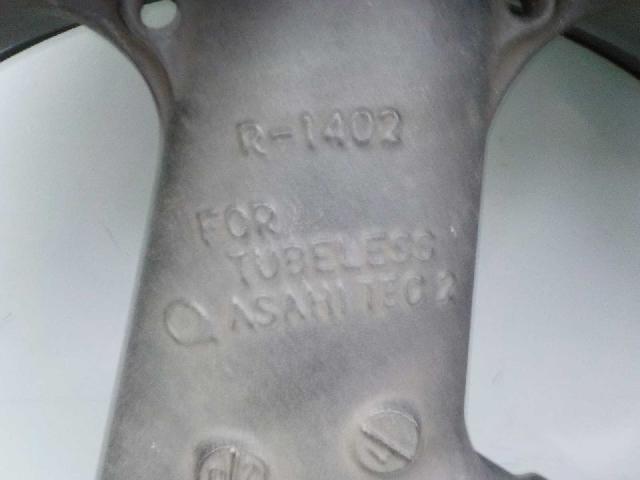 R-1402
FOR
TUBELESS
ASAHI TEC 2